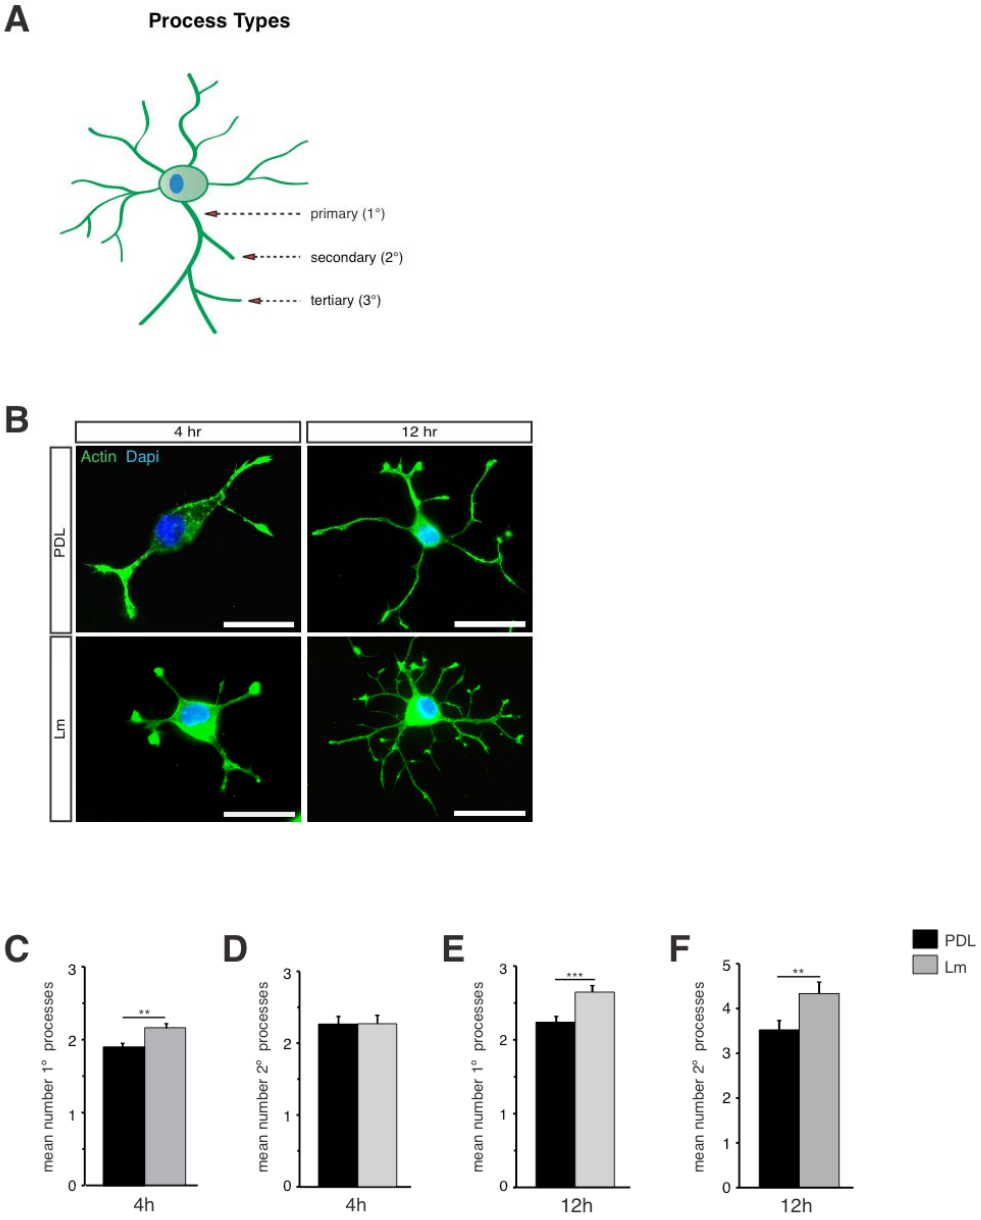 A
Process Types
primary (1°)
secondary (2°)
tertiary (3°)
B
4 hr
12 hr
Actin Dapi
PDL
Lm
C
D
E
F
PDL
Lm
mean number 1° processes
3
2
1
0
**
4h
mean number 2° processes
3
2
1
0
4h
mean number 1° processes
3
2
1
0
***
12h
mean number 2° processes
5
4
3
2
1
0
**
12h